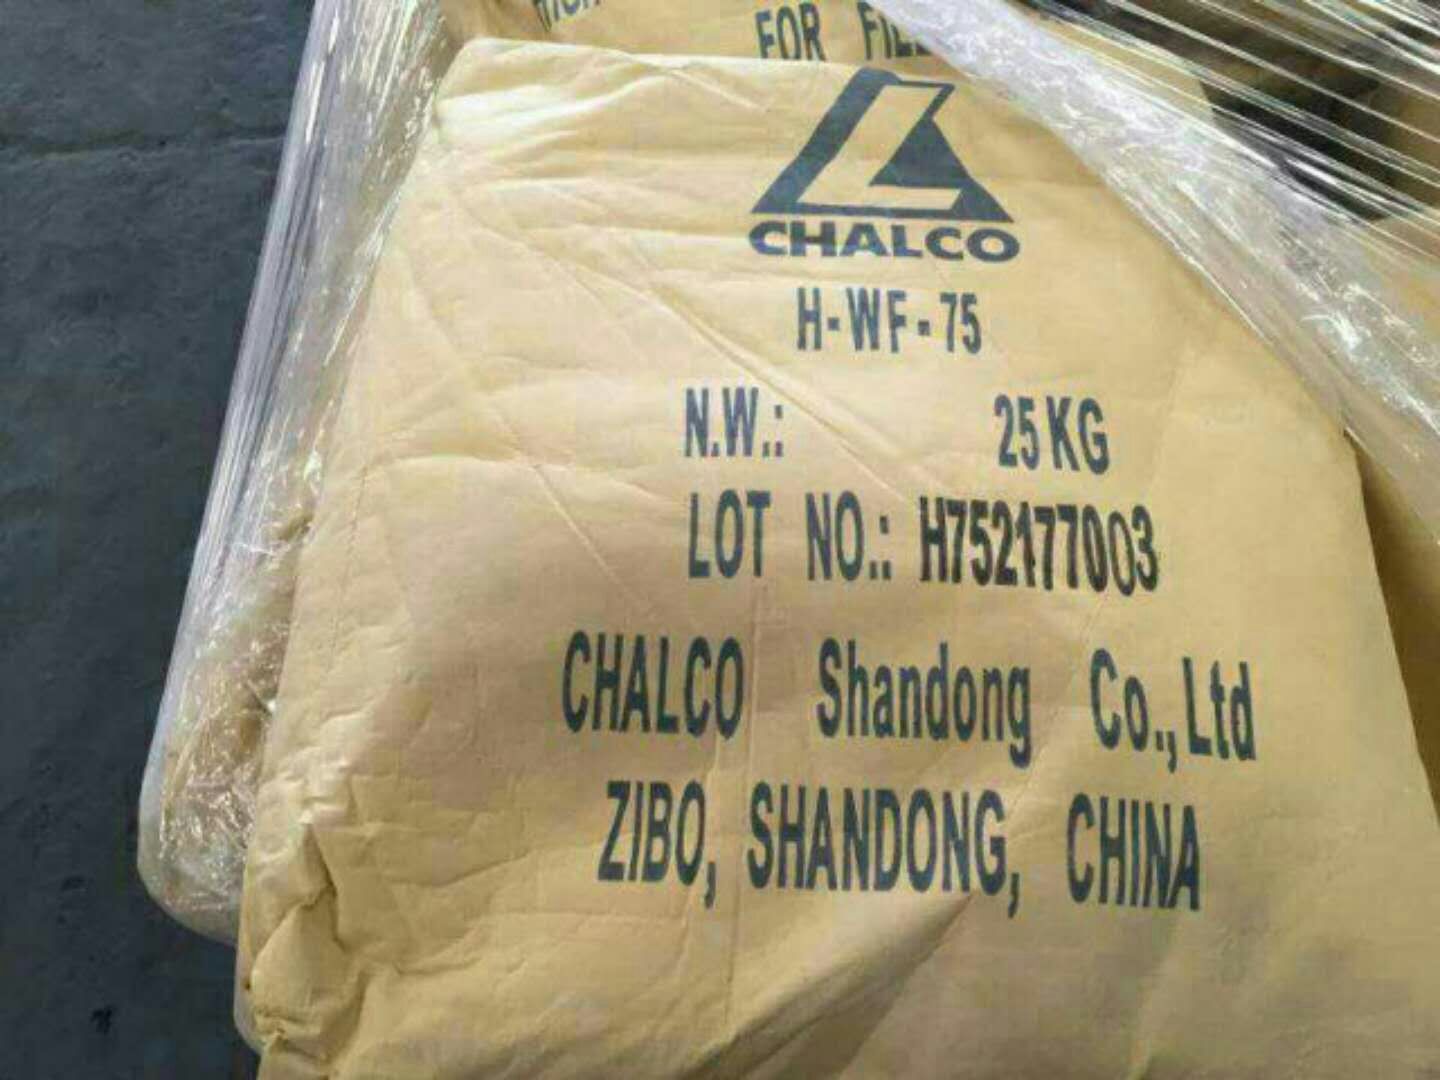 FOR
CHALCO
H-WF-75
N.W.: 25KG
LOT NO.: H752177003
CHALCO Shandong Co.,Ltd
ZIBO, SHANDONG, CHINA